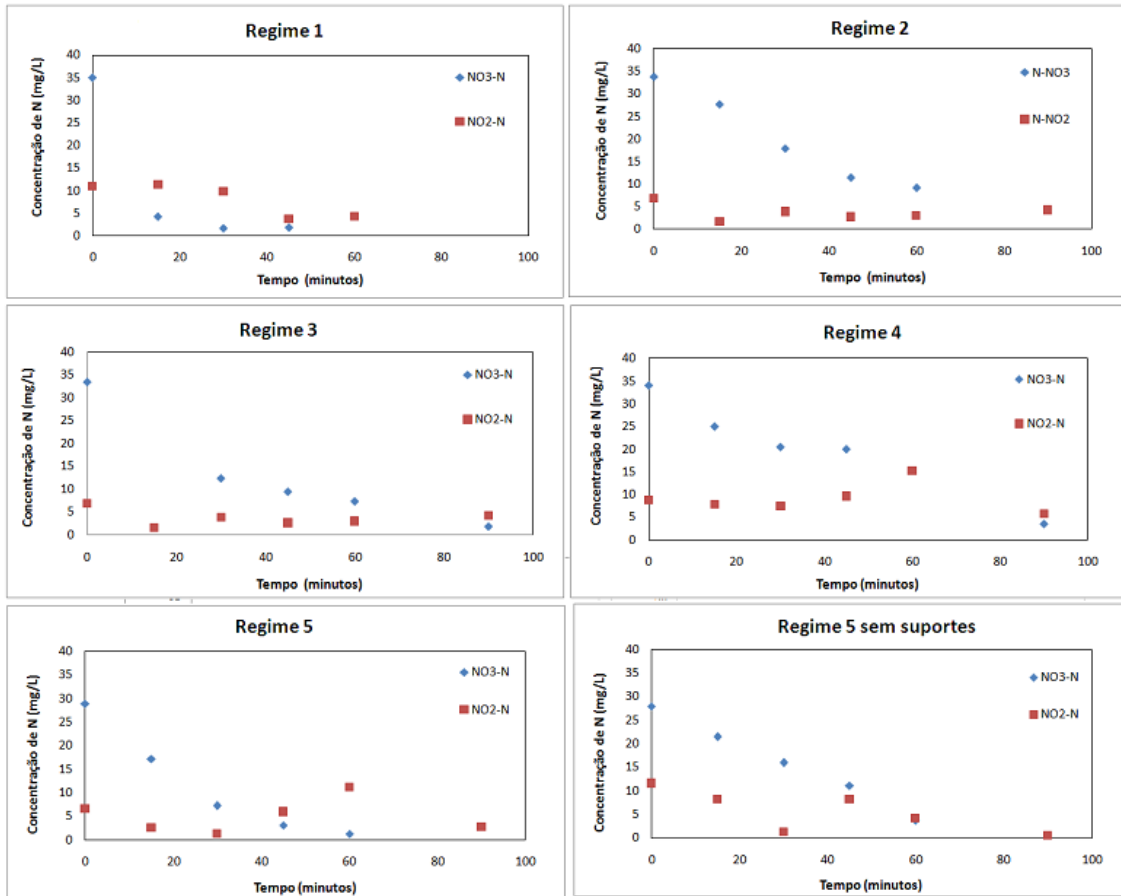 Regime 1
Concentração de N (mg/L)
40
35
30
25
20
15
10
5
0
NO3-N
NO2-N
0 20 40 60 80 100
Tempo (minutos)
Regime 2
Concentração de N (mg/L)
40
35
30
25
20
15
10
5
0
N-NO3
N-NO2
0 20 40 60 80 100
Tempo (minutos)
Regime 3
Concentração de N (mg/L)
40
35
30
25
20
15
10
5
0
NO3-N
NO2-N
0 20 40 60 80 100
Tempo (minutos)
Regime 4
Concentração de N (mg/L)
40
35
30
25
20
15
10
5
0
NO3-N
NO2-N
0 20 40 60 80 100
Tempo (minutos)
Regime 5
Concentração de N (mg/L)
40
35
30
25
20
15
10
5
0
NO3-N
NO2-N
0 20 40 60 80 100
Tempo (minutos)
Regime 5 sem suportes
Concentração de N (mg/L)
40
35
30
25
20
15
10
5
0
NO3-N
NO2-N
0 20 40 60 80 100
Tempo (minutos)